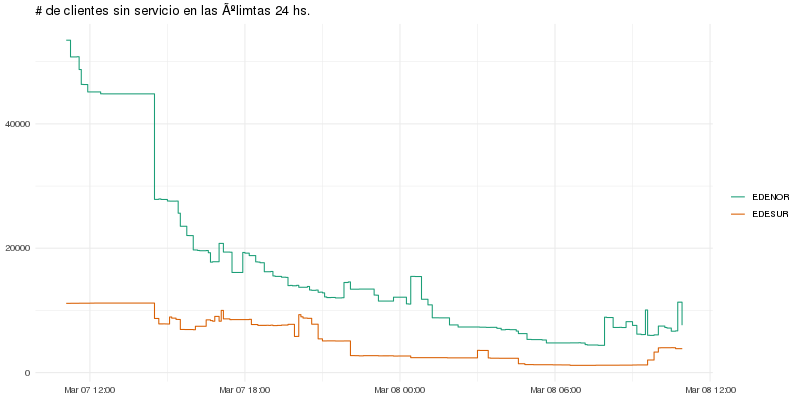 # de clientes sin servicio en las Ãºlimtas 24 hs.
40000
20000
0
Mar 07 12:00
Mar 07 18:00
Mar 08 00:00
Mar 08 06:00
Mar 08 12:00
EDENOR
EDESUR